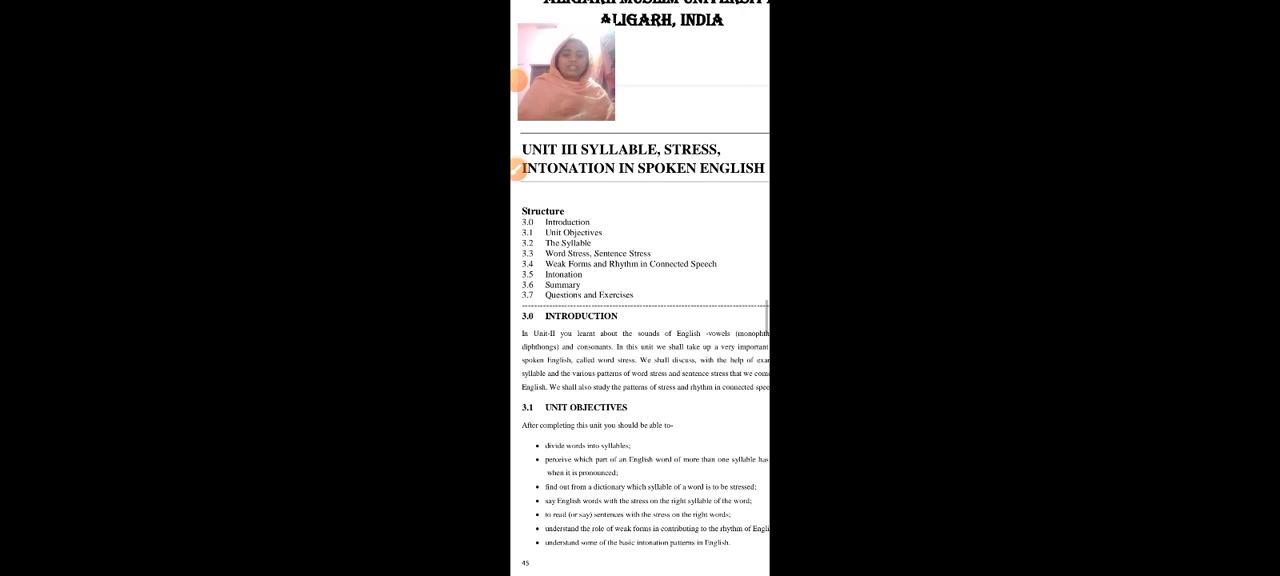 ALIGARH MUSLIM UNIVERSITY
ALIGARH, INDIA
UNIT III SYLLABLE, STRESS,
INTONATION IN SPOKEN ENGLISH
Structure
3.0 Introduction
3.1 Unit Objectives
3.2 The Syllable
3.3 Word Stress, Sentence Stress
3.4 Weak Forms and Rhythm in Connected Speech
3.5 Intonation
3.6 Summary
3.7 Questions and Exercises
3.0 INTRODUCTION
In Unit-II you learnt about the sounds of English -vowels (monophth
diphthongs) and consonants. In this unit we shall take up a very important
spoken English, called word stress. We shall discuss, with the help of exa
syllable and the various patterns of word stress and sentence stress that we com
English. We shall also study the patterns of stress and rhythm in connected spee
3.1 UNIT OBJECTIVES
After completing this unit you should be able to-
• divide words into syllables;
• perceive which part of an English word of more than one syllable has
when it is pronounced;
• find out from a dictionary which syllable of a word is to be stressed;
• say English words with the stress on the right syllable of the word;
• to read (or say) sentences with the stress on the right words;
• understand the role of weak forms in contributing to the rhythm of Engli
• understand some of the basic intonation patterns in English.
45